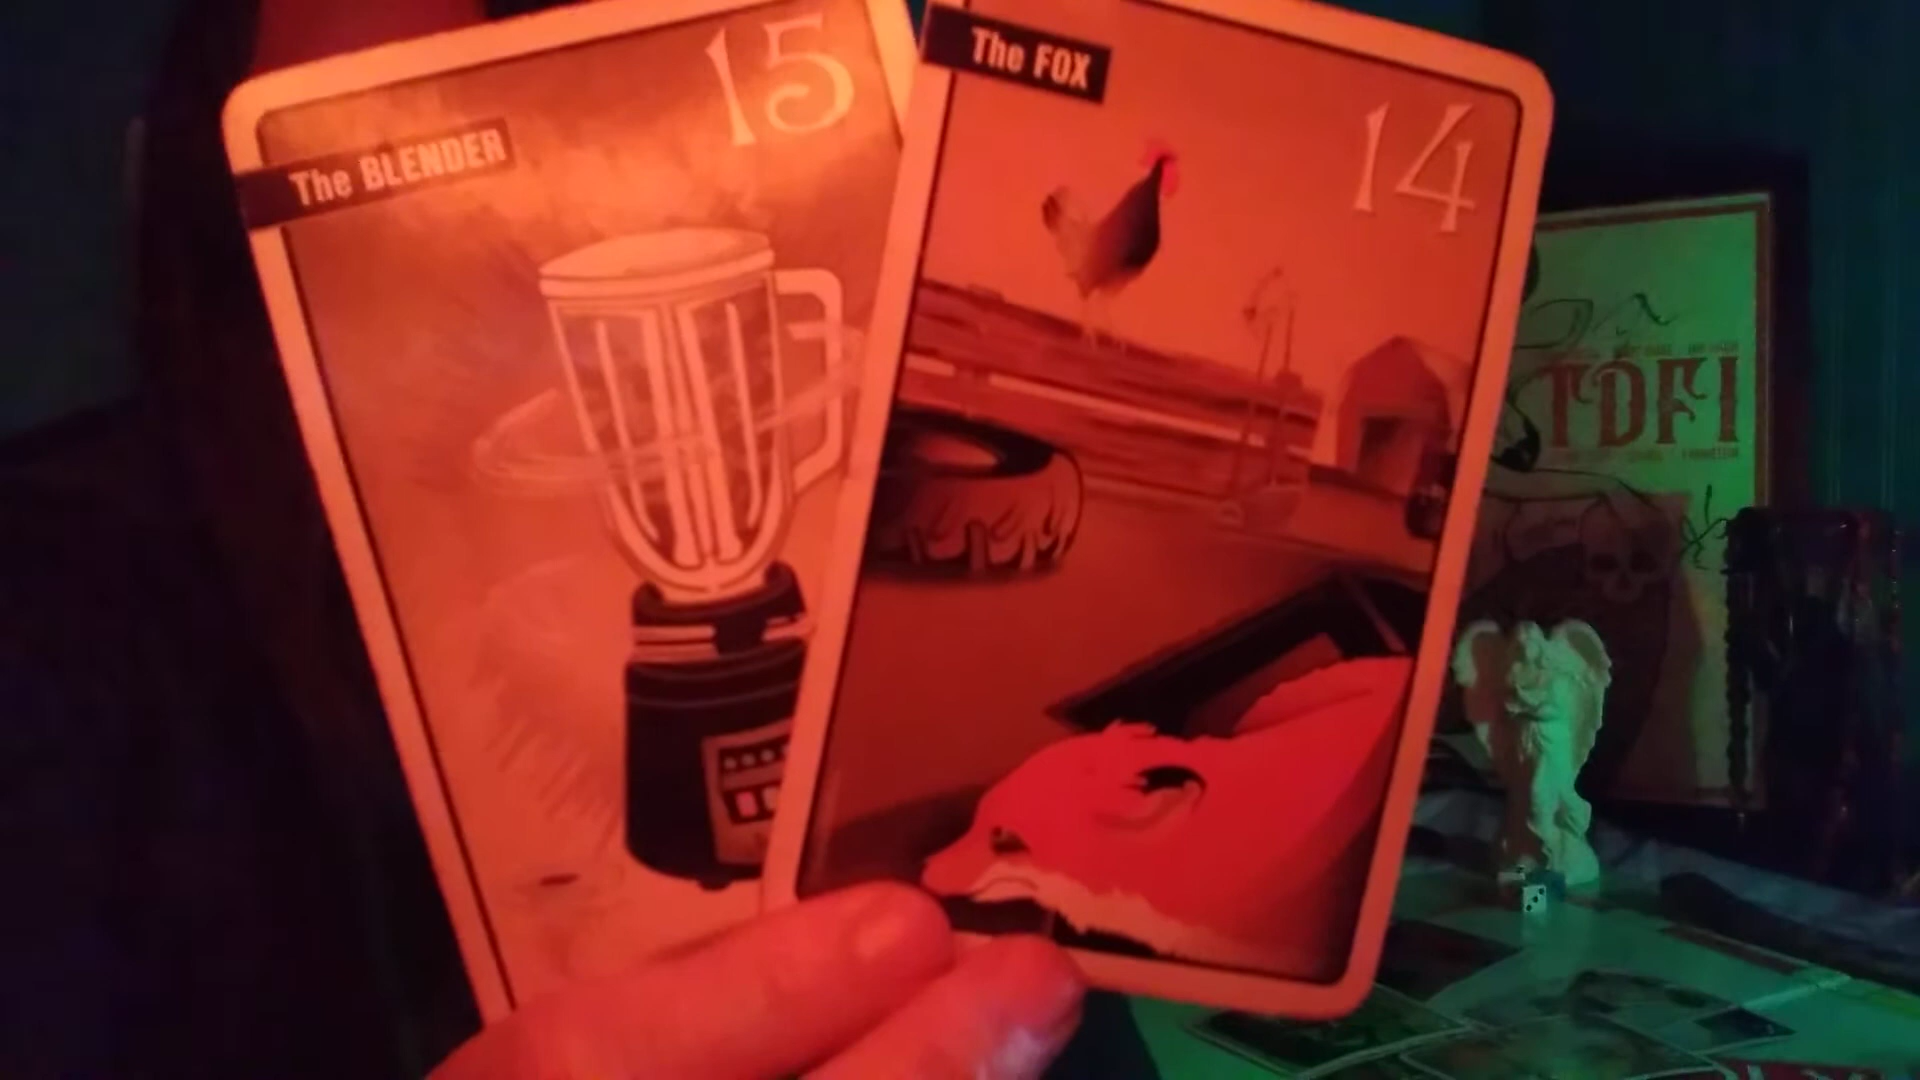 15
The BLENDER
The FOX
14
TDFI